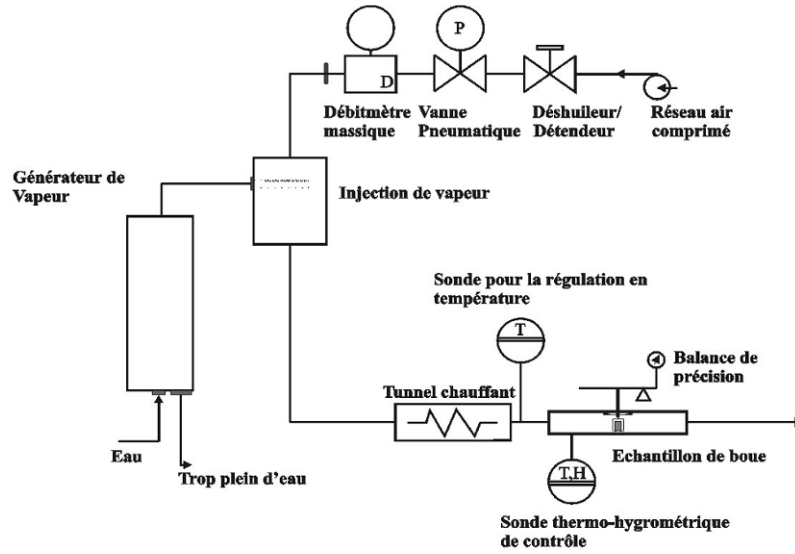 P
D
Débitmètre
massique
Vanne
Pneumatique
Déshuileur/
Détendeur
Réseau air
comprimé
Générateur de
Vapeur
Injection de vapeur
Sonde pour la régulation en
température
T
Balance de
précision
Tunnel chauffant
Eau
Trop plein d'eau
Echantillon de boue
T,H
Sonde thermo-hygrométrique
de contrôle